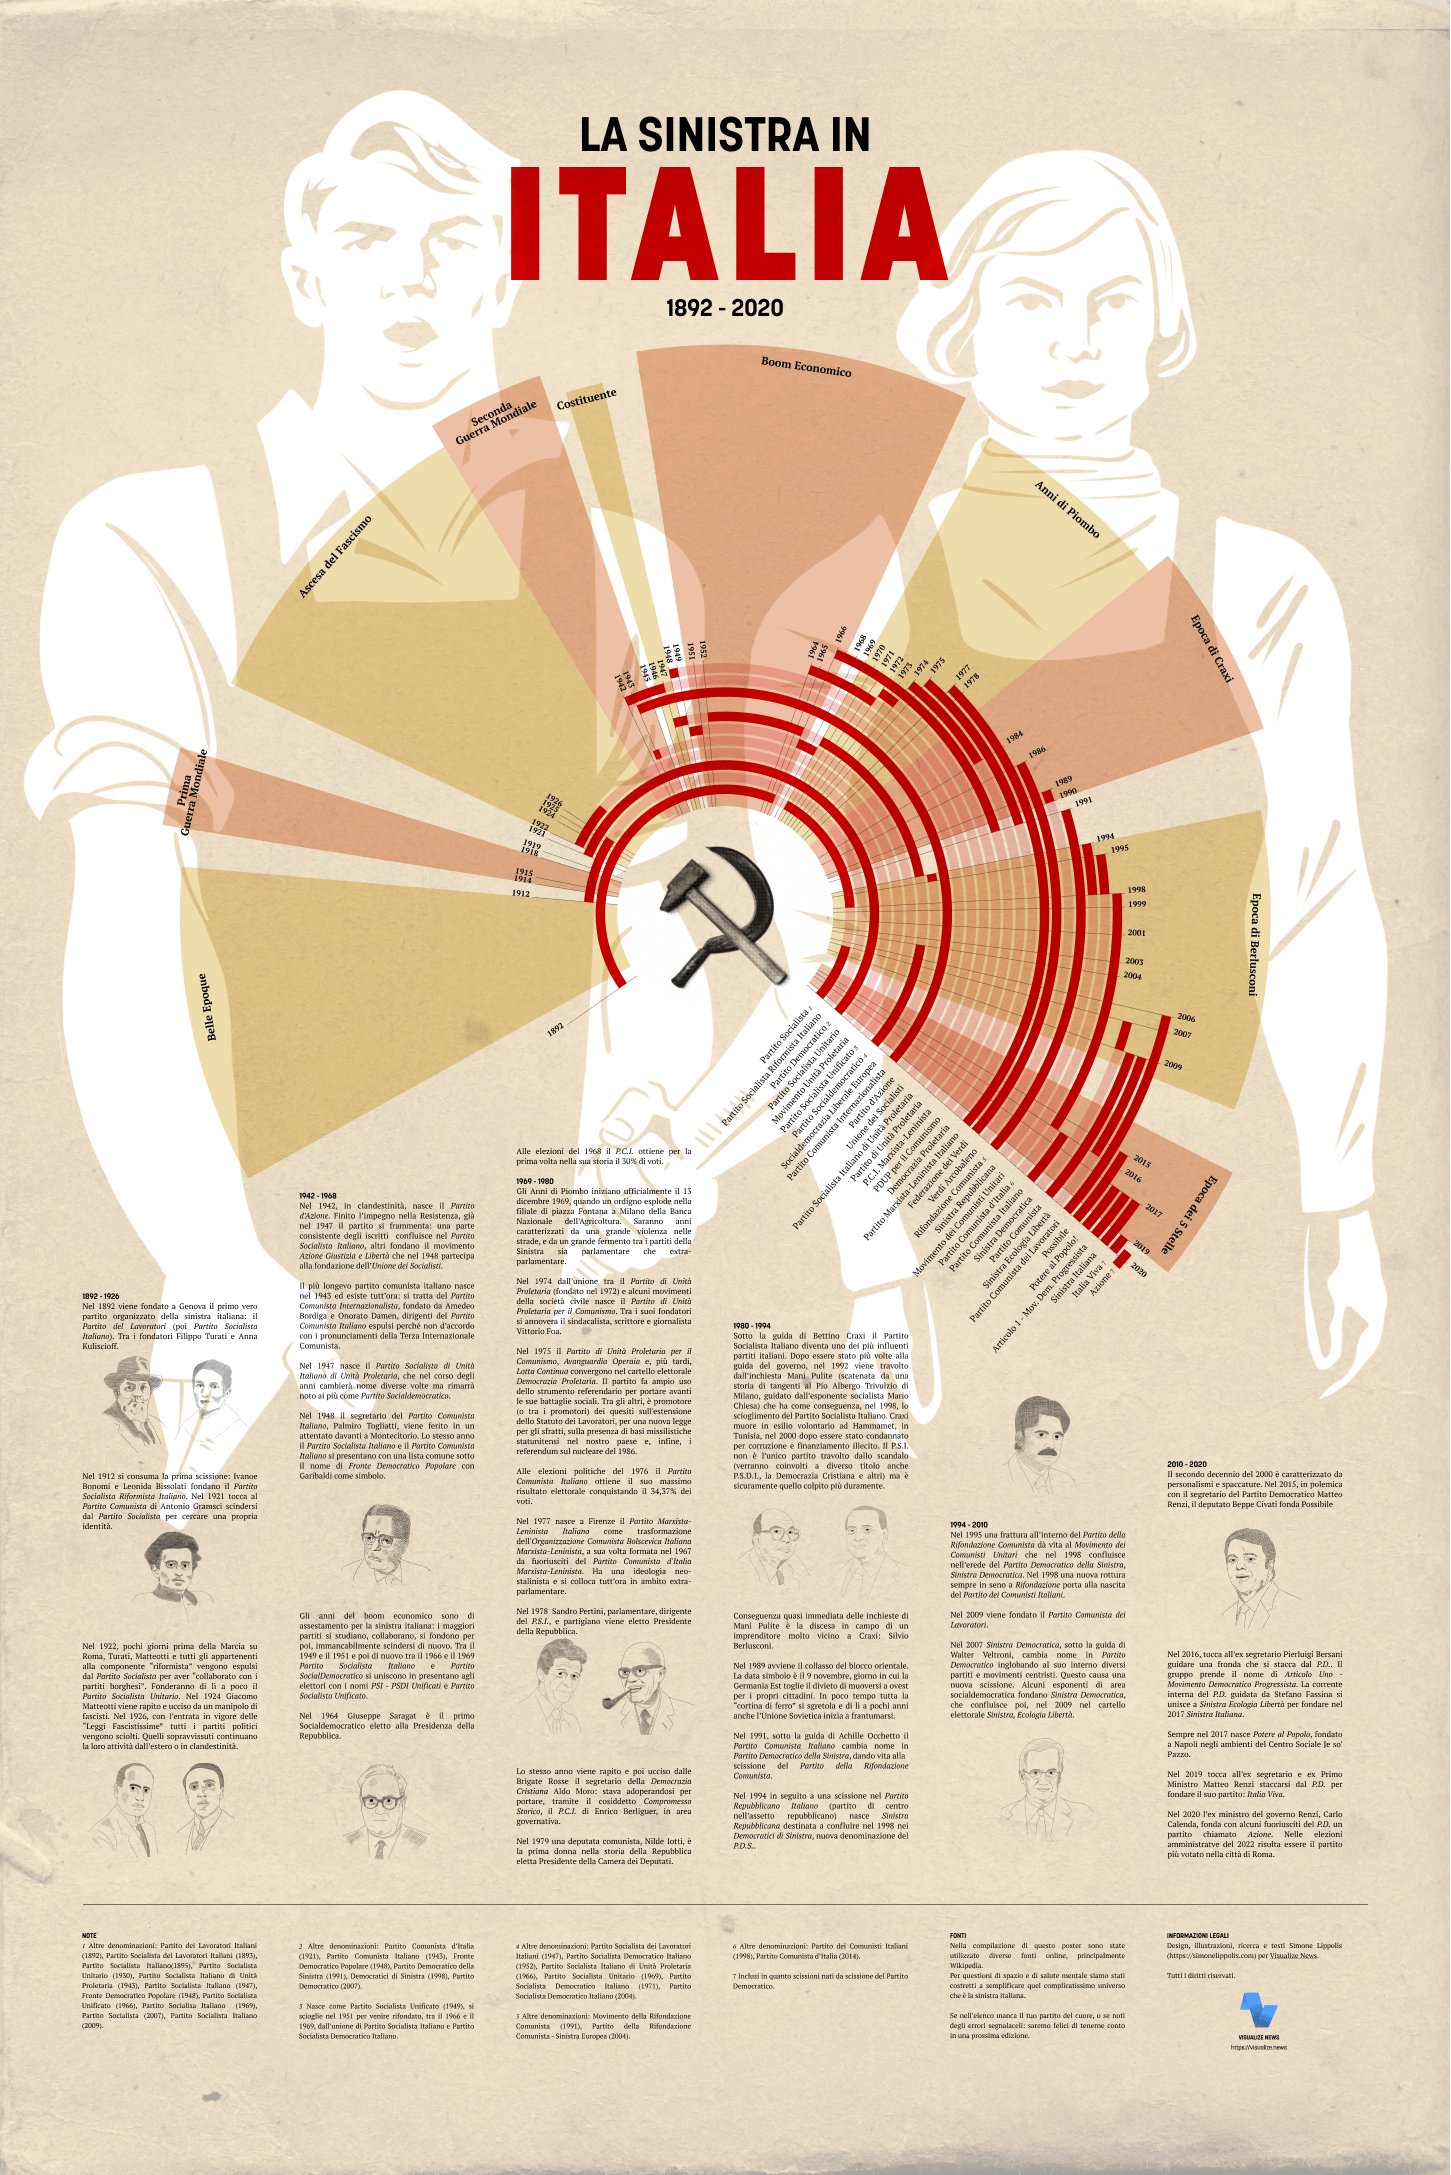 LA SINISTRA IN
ITALIA
1892 - 2020
Boom Economico
Seconda
Guerra Mondiale
Costituente
Anni di Piombo
Ascesa del Fascismo
Epoca di Craxi
Prima
Guerra Mondiale
Epoca di Berlusconi
Belle Epoque
Epoca dei 5 Stelle
1892
1912
1914
1915
1918
1919
1921
1922
1924
1925
1926
1942
1943
1945
1946
1947
1948
1949
1951
1952
1964
1965
1966
1968
1969
1970
1971
1972
1973
1974
1975
1977
1978
1984
1986
1989
1990
1991
1994
1995
1998
1999
2001
2003
2004
2006
2007
2009
2015
2016
2017
2019
2020
Partito Socialista 1
Partito Socialista Riformista Italiano
Partito Democratico 2
Partito Socialista Unitario
Movimento Unità Proletaria
Partito Socialista Unificato 3
Partito Socialdemocratico 4
Socialdemocrazia Liberale Europea
Partito Comunista Internazionalista
Partito d'Azione
Unione dei Socialisti
Partito Socialista Italiano di Unità Proletaria
Partito di Unità Proletaria
P.C.I. Marxista-Leninista
PDUP per il Comunismo
Democrazia Proletaria
Partito Marxista-Leninista Italiano
Federazione dei Verdi
Verdi Arcobaleno
Rifondazione Comunista 5
Sinistra Repubblicana
Movimento dei Comunisti Unitari
Partito Comunista d'Italia 6
Partito Comunista Italiano
Sinistra Democratica
Partito Comunista
Sinistra Ecologia Libertà
Partito Comunista dei Lavoratori
Possibile
Potere al Popolo!
Articolo 1 - Mov. Dem. Progressista
Sinistra Italiana
Italia Viva 7
Azione 7
1892 - 1926
Nel 1892 viene fondato a Genova il primo vero
partito organizzato della sinistra italiana: il
Partito del Lavoratori (poi Partito Socialista
Italiano). Tra i fondatori Filippo Turati e Anna
Kuliscioff.
Nel 1912 si consuma la prima scissione: Ivanoe
Bonomi e Leonida Bissolati fondano il Partito
Socialista Riformista Italiano. Nel 1921 tocca al
Partito Comunista di Antonio Gramsci scindersi
dal Partito Socialista per cercare una propria
identità.
Nel 1922, pochi giorni prima della Marcia su
Roma, Turati, Matteotti e tutti gli appartenenti
alla componente "riformista" vengono espulsi
dal Partito Socialista per aver "collaborato con i
partiti borghesi". Fonderanno di lì a poco il
Partito Socialista Unitario. Nel 1924 Giacomo
Matteotti viene rapito e ucciso da un manipolo di
fascisti. Nel 1926, con l'entrata in vigore delle
"Leggi Fascistissime" tutti i partiti politici
vengono sciolti. Quelli sopravvissuti continuano
la loro attività dall'estero o in clandestinità.
1942 - 1968
Nel 1942, in clandestinità, nasce il Partito
d'Azione. Finito l'impegno nella Resistenza, già
nel 1947 il partito si frammenta: una parte
consistente degli iscritti confluisce nel Partito
Socialista Italiano, altri fondano il movimento
Azione Giustizia e Libertà che nel 1948 partecipa
alla fondazione dell'Unione dei Socialisti.
Il più longevo partito comunista italiano nasce
nel 1943 ed esiste tutt'ora: si tratta del Partito
Comunista Internazionalista, fondato da Amedeo
Bordiga e Onorato Damen, dirigenti del Partito
Comunista Italiano espulsi perché non d'accordo
con i pronunciamenti della Terza Internazionale
Comunista.
Nel 1947 nasce il Partito Socialista di Unità
Italiano di Unità Proletaria, che nel corso degli
anni cambierà nome diverse volte ma rimarrà
noto ai più come Partito Socialdemocratico.
Nel 1948 il segretario del Partito Comunista
Italiano, Palmiro Togliatti, viene ferito in un
attentato davanti a Montecitorio. Lo stesso anno
il Partito Socialista Italiano e il Partito Comunista
Italiano si presentano con una lista comune sotto
il nome di Fronte Democratico Popolare con
Garibaldi come simbolo.
Gli anni del boom economico sono di
assestamento per la sinistra italiana: i maggiori
partiti si studiano, collaborano, si fondono per
poi, immancabilmente scindersi di nuovo. Tra il
1949 e il 1951 e poi di nuovo tra il 1966 e il 1969
Partito Socialista Italiano e Partito
SocialDemocratico si uniscono in presentano agli
elettori con i nomi PSI - PSDI Unificati e Partito
Socialista Unificato.
Nel 1964 Giuseppe Saragat è il primo
Socialdemocratico eletto alla Presidenza della
Repubblica.
Alle elezioni del 1968 il P.C.I. ottiene per la
prima volta nella sua storia il 30% di voti.
1969 - 1980
Gli Anni di Piombo iniziano ufficialmente il 13
dicembre 1969, quando un ordigno esplode nella
filiale di piazza Fontana a Milano della Banca
Nazionale dell'Agricoltura. Saranno anni
caratterizzati da una grande violenza nelle
strade, e da un grande fermento tra i partiti della
Sinistra sia parlamentare che extra-
parlamentare.
Nel 1974 dall'unione tra il Partito di Unità
Proletaria (fondato nel 1972) e alcuni movimenti
della società civile nasce il Partito di Unità
Proletaria per il Comunismo. Tra i suoi fondatori
si annovera il sindacalista, scrittore e giornalista
Vittorio Foa.
Nel 1975 il Partito di Unità Proletaria per il
Comunismo, Avanguardia Operaia e, più tardi,
Lotta Continua convergono nel cartello elettorale
Democrazia Proletaria. Il partito fa ampio uso
dello strumento referendario per portare avanti
le sue battaglie sociali. Tra gli altri, è promotore
(o tra i promotori) dei quesiti sull'estensione
dello Statuto dei Lavoratori, per una nuova legge
per gli sfratti, sulla presenza di basi missilistiche
statunitensi nel nostro paese e, infine, i
referendum sul nucleare del 1986.
Alle elezioni politiche del 1976 il Partito
Comunista Italiano ottiene il suo massimo
risultato elettorale conquistando il 34,37% dei
voti.
Nel 1977 nasce a Firenze il Partito Marxista-
Leninista Italiano come trasformazione
dell'Organizzazione Comunista Bolscevica Italiana
Marxista-Leninista, a sua volta formata nel 1967
da fuoriusciti del Partito Comunista d'Italia
Marxista-Leninista. Ha una ideologia neo-
stalinista e si colloca tutt'ora in ambito extra-
parlamentare.
Nel 1978 Sandro Pertini, parlamentare, dirigente
del P.S.I., e partigiano viene eletto Presidente
della Repubblica.
Lo stesso anno viene rapito e poi ucciso dalle
Brigate Rosse il segretario della Democrazia
Cristiana Aldo Moro: stava adoperandosi per
portare, tramite il cosiddetto Compromesso
Storico, il P.C.I. di Enrico Berliguer, in area
governativa.
Nel 1979 una deputata comunista, Nilde Iotti, è
la prima donna nella storia della Repubblica
eletta Presidente della Camera dei Deputati.
1980 - 1994
Sotto la guida di Bettino Craxi il Partito
Socialista Italiano diventa uno dei più influenti
partiti italiani. Dopo essere stato più volte alla
guida del governo, nel 1992 viene travolto
dall'inchiesta Mani Pulite (scatenata da una
storia di tangenti al Pio Albergo Trivulzio di
Milano, guidato dall'esponente socialista Mario
Chiesa) che ha come conseguenza, nel 1998, lo
scioglimento del Partito Socialista Italiano. Craxi
muore in esilio volontario ad Hammamet, in
Tunisia, nel 2000 dopo essere stato condannato
per corruzione e finanziamento illecito. Il P.S.I.
non è l'unico partito travolto dallo scandalo
(verranno coinvolti a diverso titolo anche
P.S.D.I., la Democrazia Cristiana e altri) ma è
sicuramente quello colpito più duramente.
Conseguenza quasi immediata delle inchieste di
Mani Pulite è la discesa in campo di un
imprenditore molto vicino a Craxi: Silvio
Berlusconi.
Nel 1989 avviene il collasso del blocco orientale.
La data simbolo è il 9 novembre, giorno in cui la
Germania Est toglie il divieto di muoversi a ovest
per i propri cittadini. In poco tempo tutta la
"cortina di ferro" si sgretola e di lì a pochi anni
anche l'Unione Sovietica inizia a frantumarsi.
Nel 1991, sotto la guida di Achille Occhetto il
Partito Comunista Italiano cambia nome in
Partito Democratico della Sinistra, dando vita alla
scissione del Partito della Rifondazione
Comunista.
Nel 1994 in seguito a una scissione nel Partito
Repubblicano Italiano (partito di centro
nell'assetto repubblicano) nasce Sinistra
Repubblicana destinata a confluire nel 1998 nei
Democratici di Sinistra, nuova denominazione del
P.D.S..
1994 - 2010
Nel 1995 una frattura all'interno del Partito della
Rifondazione Comunista dà vita al Movimento dei
Comunisti Unitari che nel 1998 confluisce
nell'erede del Partito Democratico della Sinistra,
Sinistra Democratica. Nel 1998 una nuova rottura
sempre in seno a Rifondazione porta alla nascita
del Partito dei Comunisti Italiani.
Nel 2009 viene fondato il Partito Comunista dei
Lavoratori.
Nel 2007 Sinistra Democratica, sotto la guida di
Walter Veltroni, cambia nome in Partito
Democratico inglobando al suo interno diversi
partiti e movimenti centristi. Questo causa una
nuova scissione. Alcuni esponenti di area
socialdemocratica fondano Sinistra Democratica,
che confluisce poi, nel 2009 nel cartello
elettorale Sinistra, Ecologia Libertà.
2010 - 2020
Il secondo decennio del 2000 è caratterizzato da
personalismi e spaccature. Nel 2015, in polemica
con il segretario del Partito Democratico Matteo
Renzi, il deputato Beppe Civati fonda Possibile
Nel 2016, tocca all'ex segretario Pierluigi Bersani
guidare una fronda che si stacca dal P.D.. Il
gruppo prende il nome di Articolo Uno -
Movimento Democratico Progressista. La corrente
interna del P.D. guidata da Stefano Fassina si
unisce a Sinistra Ecologia Libertà per fondare nel
2017 Sinistra Italiana.
Sempre nel 2017 nasce Potere al Popolo, fondato
a Napoli negli ambienti del Centro Sociale Je so'
Pazzo.
Nel 2019 tocca all'ex segretario e ex Primo
Ministro Matteo Renzi staccarsi dal P.D. per
fondare il suo partito: Italia Viva.
Nel 2020 l'ex ministro del governo Renzi, Carlo
Calenda, fonda con alcuni fuoriusciti del P.D. un
partito chiamato Azione. Nelle elezioni
amministratve del 2022 risulta essere il partito
più votato nella città di Roma.
NOTE
1 Altre denominazioni: Partito dei Lavoratori Italiani
(1892), Partito Socialista dei Lavoratori Italiani (1893),
Partito Socialista Italiano(1895), Partito Socialista
Unitario (1930), Partito Socialista Italiano di Unità
Proletaria (1943), Partito Socialista Italiano (1947),
Fronte Democratico Popolare (1948), Partito Socialista
Unificato (1966), Partito Socialisa Italiano (1969),
Partito Socialista (2007), Partito Socialista Italiano
(2009).
2 Altre denominazioni: Partito Comunista d'Italia
(1921), Partito Comunista Italiano (1943), Fronte
Democratico Popolare (1948), Partito Democratico della
Sinistra (1991), Democratici di Sinistra (1998), Partito
Democratico (2007).
3 Nasce come Partito Socialista Unificato (1949), si
scioglie nel 1951 per venire rifondato, tra il 1966 e il
1969, dall'unione di Partito Socialista Italiano e Partito
Socialista Democratico Italiano.
4 Altre denominazioni: Partito Socialista dei Lavoratori
Italiani (1947), Partito Socialista Democratico Italiano
(1952), Partito Socialista Democratico Italiano
(1966), Partito Socialista Unitario (1969), Partito
Socialista Democratico Italiano (1971), Partito
Socialista Democratico Italiano (2004).
5 Altre denominazioni: Movimento della Rifondazione
Comunista (1991), Partito della Rifondazione
Comunista - Sinistra Europea (2004).
6 Altre denominazioni: Partito dei Comunisti Italiani
(1998), Partito Comunista d'Italia (2014).
7 Inclusi in quanto scissioni nati da scissione del Partito
Democratico.
FONTI
Nella compilazione di questo poster sono state
utilizzate diverse fonti online, principalmente
Wikipedia.
Per questioni di spazio e di salute mentale siamo stati
costretti a semplificare quel complicatissimo universo
che è la sinistra italiana.
Se nell'elenco manca il tuo partito del cuore, o se noti
degli errori segnalaceli: saremo felici di tenerne conto
in una prossima edizione.
INFORMAZIONI LEGALI
Design, illustrazioni, ricerca e testi Simone Lippolis
(https://simonelippolis.com) per Visualize News.
Tutti i diritti riservati.
VISUALIZE NEWS
https://visualize.news